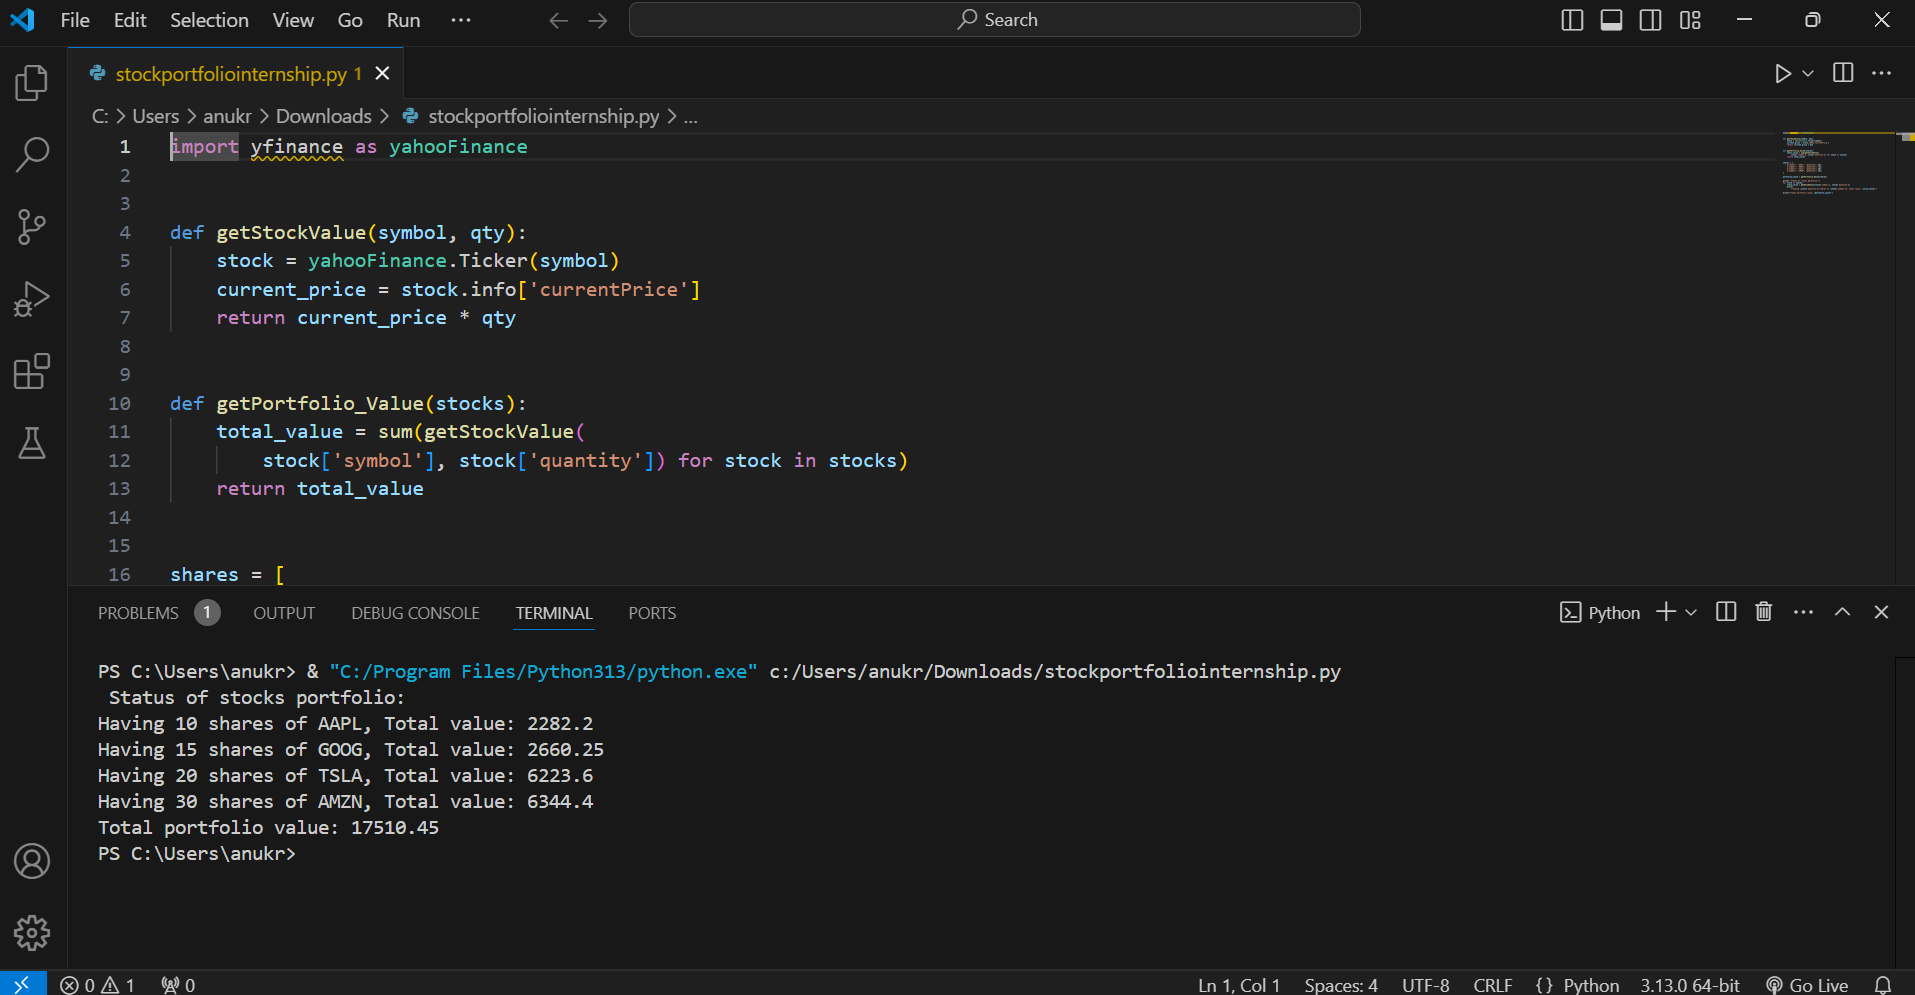 File Edit Selection View Go Run ··· Search
stockportfoliointernship.py 1
C: > Users > anukr > Downloads > stockportfoliointernship.py > ...
1 import yfinance as yahooFinance
2
3
4 def getStockValue(symbol, qty):
5     stock = yahooFinance.Ticker(symbol)
6     current_price = stock.info['currentPrice']
7     return current_price * qty
8
9
10 def getPortfolio_Value(stocks):
11     total_value = sum(getStockValue(
12         stock['symbol'], stock['quantity']) for stock in stocks)
13     return total_value
14
15
16 shares = [
PROBLEMS 1 OUTPUT DEBUG CONSOLE TERMINAL PORTS Python
PS C:\Users\anukr> & "C:/Program Files/Python313/python.exe" c:/Users/anukr/Downloads/stockportfoliointernship.py
 Status of stocks portfolio:
Having 10 shares of AAPL, Total value: 2282.2
Having 15 shares of GOOG, Total value: 2660.25
Having 20 shares of TSLA, Total value: 6223.6
Having 30 shares of AMZN, Total value: 6344.4
Total portfolio value: 17510.45
PS C:\Users\anukr>
0 1 0 Ln 1, Col 1 Spaces: 4 UTF-8 CRLF {} Python 3.13.0 64-bit Go Live